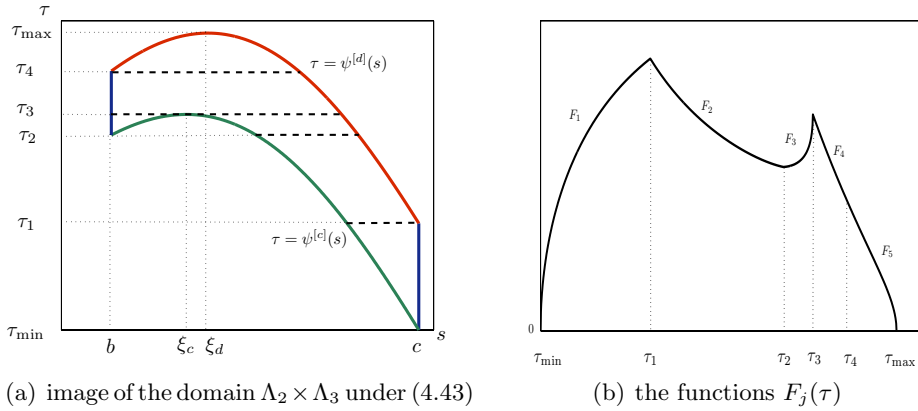 τ
τmax
τ4
τ3
τ2
τ1
τmin
τ = ψ[d](s)
τ = ψ[c](s)
b
ξc
ξd
c
s
(a) image of the domain Λ2 × Λ3 under (4.43)
F1
F2
F3
F4
F5
0
τmin
τ1
τ2
τ3
τ4
τmax
(b) the functions Fj(τ)